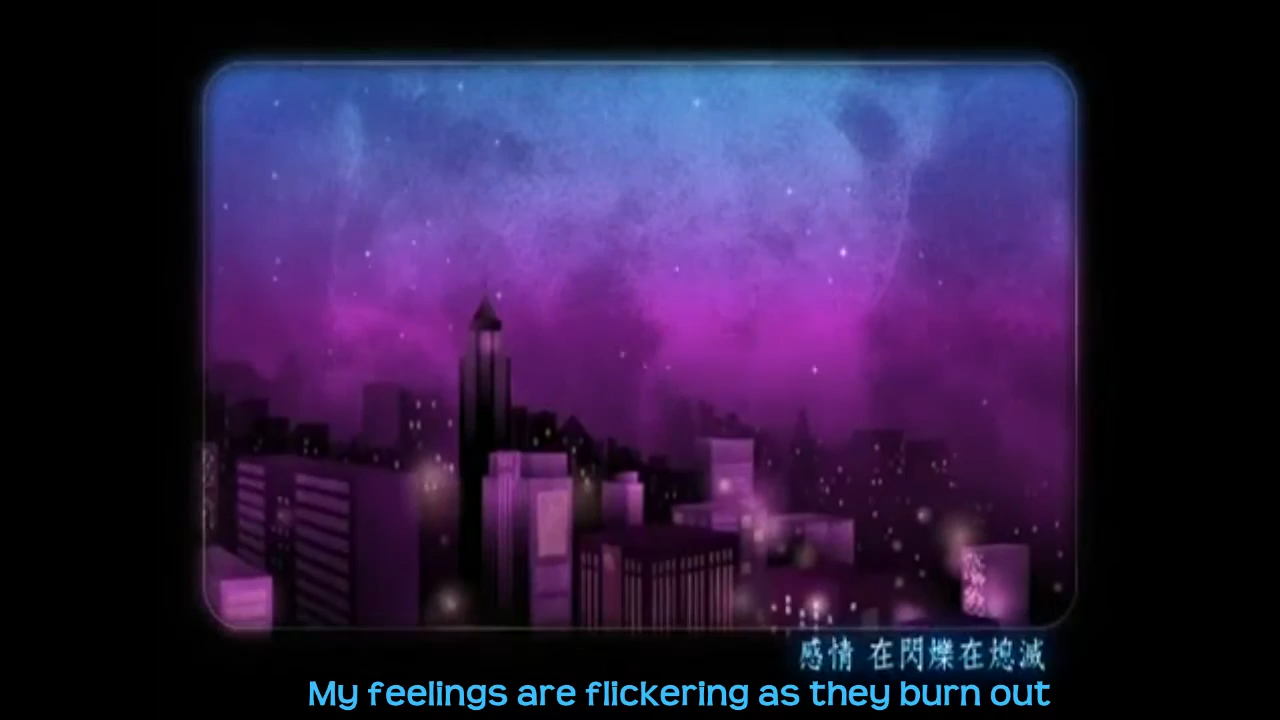 感情 在閃爍在熄滅
My feelings are flickering as they burn out